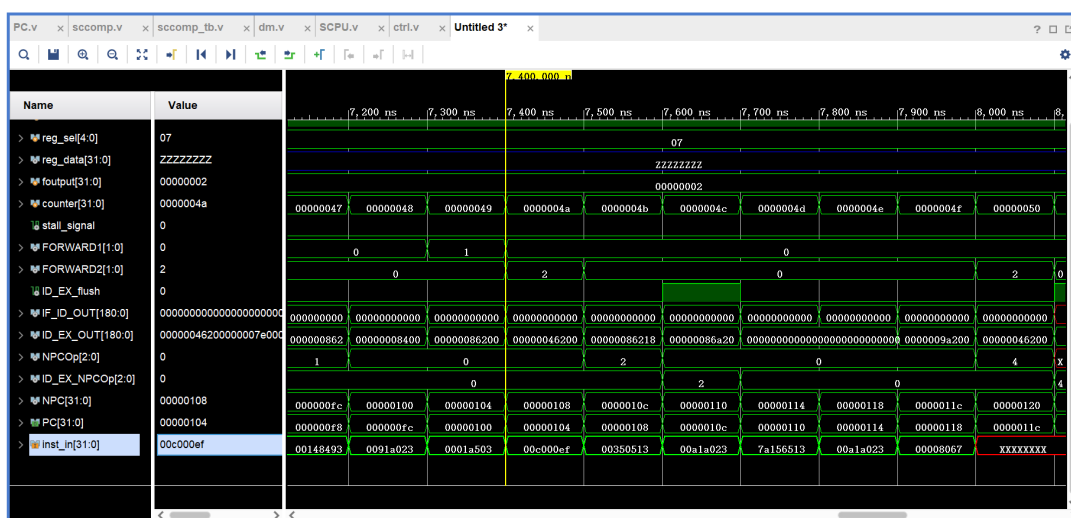 PC.v × sccomp.v × sccomp_tb.v × dm.v × SCPU.v × ctrl.v × Untitled 3* ×
7,400.000 n
Name Value
7,200 ns 7,300 ns 7,400 ns 7,500 ns 7,600 ns 7,700 ns 7,800 ns 7,900 ns 8,000 ns 8,
reg_sel[4:0] 07 07
reg_data[31:0] ZZZZZZZZ ZZZZZZZZ
foutput[31:0] 00000002 00000002
counter[31:0] 0000004a 00000047 00000048 00000049 0000004a 0000004b 0000004c 0000004d 0000004e 0000004f 00000050
stall_signal 0
FORWARD1[1:0] 0 0 1 0
FORWARD2[1:0] 2 0 2 0 2 0
ID_EX_flush 0
IF_ID_OUT[180:0] 0000000000000000000000 000000000 0000000000 0000000000 0000000000 0000000000 0000000000 0000000000 0000000000 0000000000 0000000000
ID_EX_OUT[180:0] 00000046200000007e000 000000862 00000008400 00000086200 00000046200 00000086218 00000086a20 0000009a200 00000046200
NPCOp[2:0] 0 1 0 2 0 4 X
ID_EX_NPCOp[2:0] 0 0 2 0 4
NPC[31:0] 00000108 000000fc 00000100 00000104 00000108 0000010c 00000110 00000114 00000118 0000011c 00000120
PC[31:0] 00000104 000000f8 000000fc 00000100 00000104 00000108 0000010c 00000110 00000114 00000118 0000011c
inst_in[31:0] 00c000ef 00148493 0091a023 0001a503 00c000ef 00350513 00a1a023 7a156513 00a1a023 00008067 XXXXXXXX